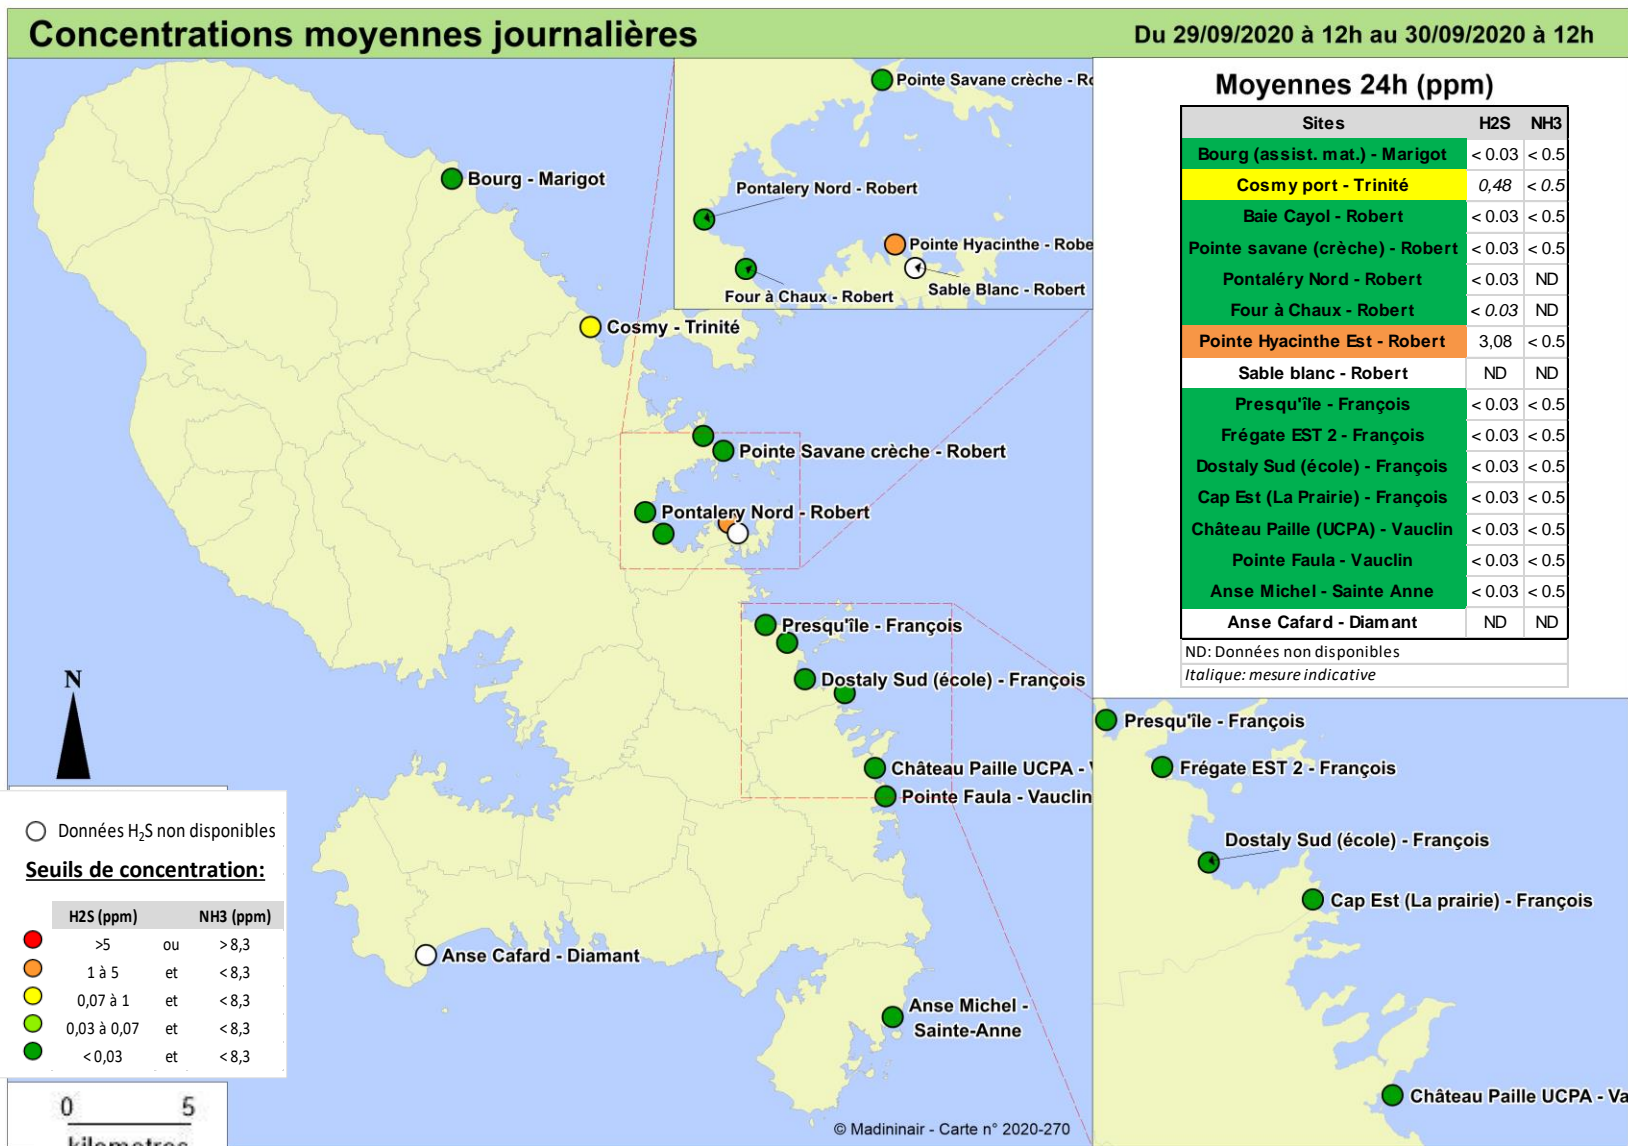 Concentrations moyennes journalières
Du 29/09/2020 à 12h au 30/09/2020 à 12h
Pointe Savane crèche - Ro
Pontalery Nord - Robert
Pointe Hyacinthe - Robe
Sable Blanc - Robert
Four à Chaux - Robert
Bourg - Marigot
Cosmy - Trinité
Pointe Savane crèche - Robert
Pontalery Nord - Robert
Presqu'île - François
Dostaly Sud (école) - François
Château Paille UCPA - V
Pointe Faula - Vauclin
Anse Cafard - Diamant
Anse Michel -
Sainte-Anne
Moyennes 24h (ppm)
Sites H2S NH3
Bourg (assist. mat.) - Marigot < 0.03 < 0.5
Cosmy port - Trinité 0,48 < 0.5
Baie Cayol - Robert < 0.03 < 0.5
Pointe savane (crèche) - Robert < 0.03 < 0.5
Pontaléry Nord - Robert < 0.03 ND
Four à Chaux - Robert < 0.03 ND
Pointe Hyacinthe Est - Robert 3,08 < 0.5
Sable blanc - Robert ND ND
Presqu'île - François < 0.03 < 0.5
Frégate EST 2 - François < 0.03 < 0.5
Dostaly Sud (école) - François < 0.03 < 0.5
Cap Est (La Prairie) - François < 0.03 < 0.5
Château Paille (UCPA) - Vauclin < 0.03 < 0.5
Pointe Faula - Vauclin < 0.03 < 0.5
Anse Michel - Sainte Anne < 0.03 < 0.5
Anse Cafard - Diamant ND ND
ND: Données non disponibles
Italique: mesure indicative
Presqu'île - François
Frégate EST 2 - François
Dostaly Sud (école) - François
Cap Est (La prairie) - François
Château Paille UCPA - Va
N
Données H₂S non disponibles
Seuils de concentration:
H2S (ppm) NH3 (ppm)
>5 ou > 8,3
1 à 5 et < 8,3
0,07 à 1 et < 8,3
0,03 à 0,07 et < 8,3
< 0,03 et < 8,3
0 5
kilometres
© Madininair - Carte n° 2020-270